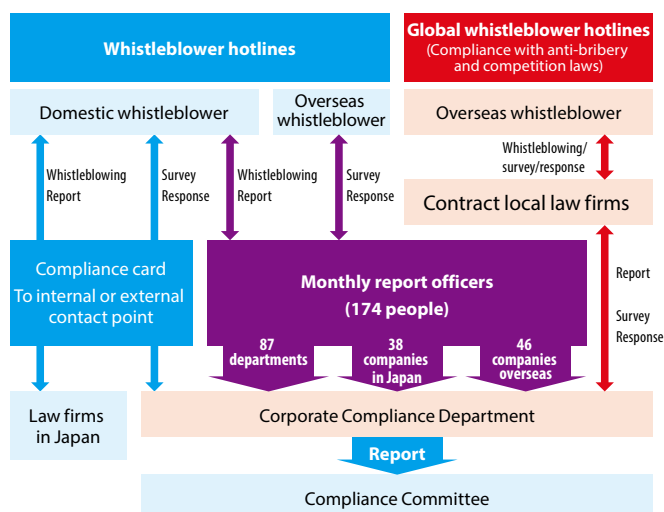 Whistleblower hotlines
Global whistleblower hotlines
(Compliance with anti-bribery
and competition laws)
Domestic whistleblower
Overseas
whistleblower
Overseas whistleblower
Whistleblowing
Report
Survey
Response
Whistleblowing
Report
Survey
Response
Whistleblowing/
survey/response
Contract local law firms
Compliance card
To internal or external
contact point
Monthly report officers
(174 people)
Report
Survey
Response
87
departments
38
companies
in Japan
46
companies
overseas
Law firms
in Japan
Corporate Compliance Department
Report
Compliance Committee